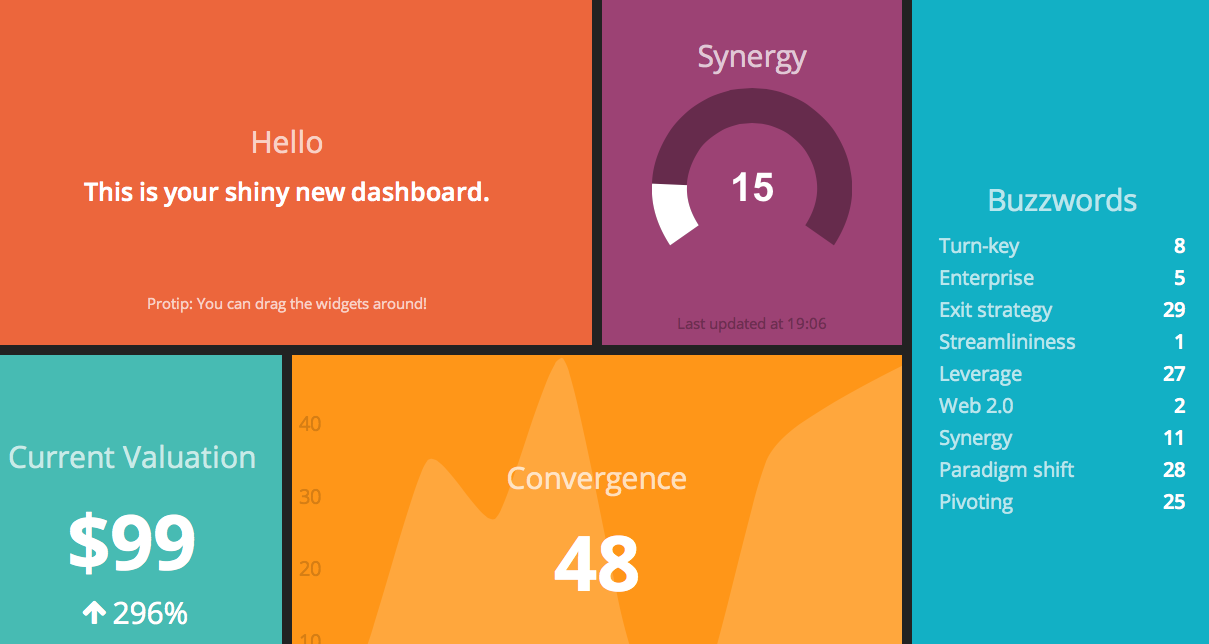 Hello
This is your shiny new dashboard.
Protip: You can drag the widgets around!
Synergy
15
Last updated at 19:06
Buzzwords
Turn-key 8
Enterprise 5
Exit strategy 29
Streamlininess 1
Leverage 27
Web 2.0 2
Synergy 11
Paradigm shift 28
Pivoting 25
Current Valuation
$99
296%
Convergence
48
40
30
20
10